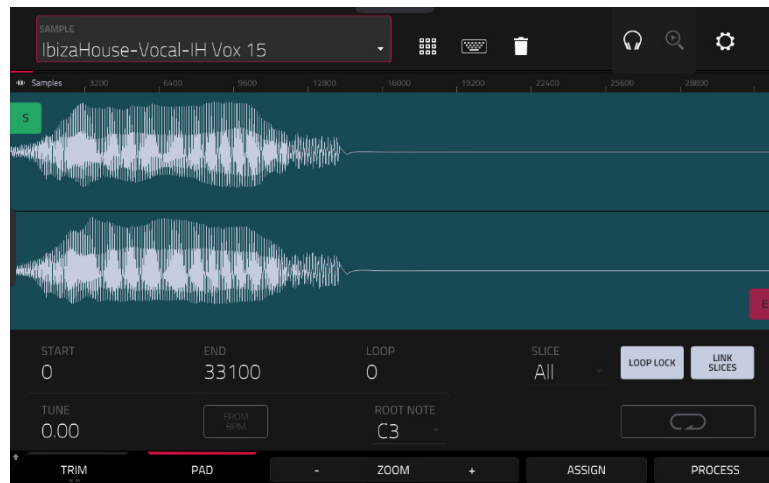 SAMPLE
IbizaHouse-Vocal-IH Vox 15
Samples 3200 6400 9600 12800 16000 19200 22400 25600 28800
S
E
START END LOOP SLICE
0 33100 0 All LOOP LOCK LINK SLICES
TUNE FROM BPM ROOT NOTE
0.00 C3
TRIM PAD - ZOOM + ASSIGN PROCESS